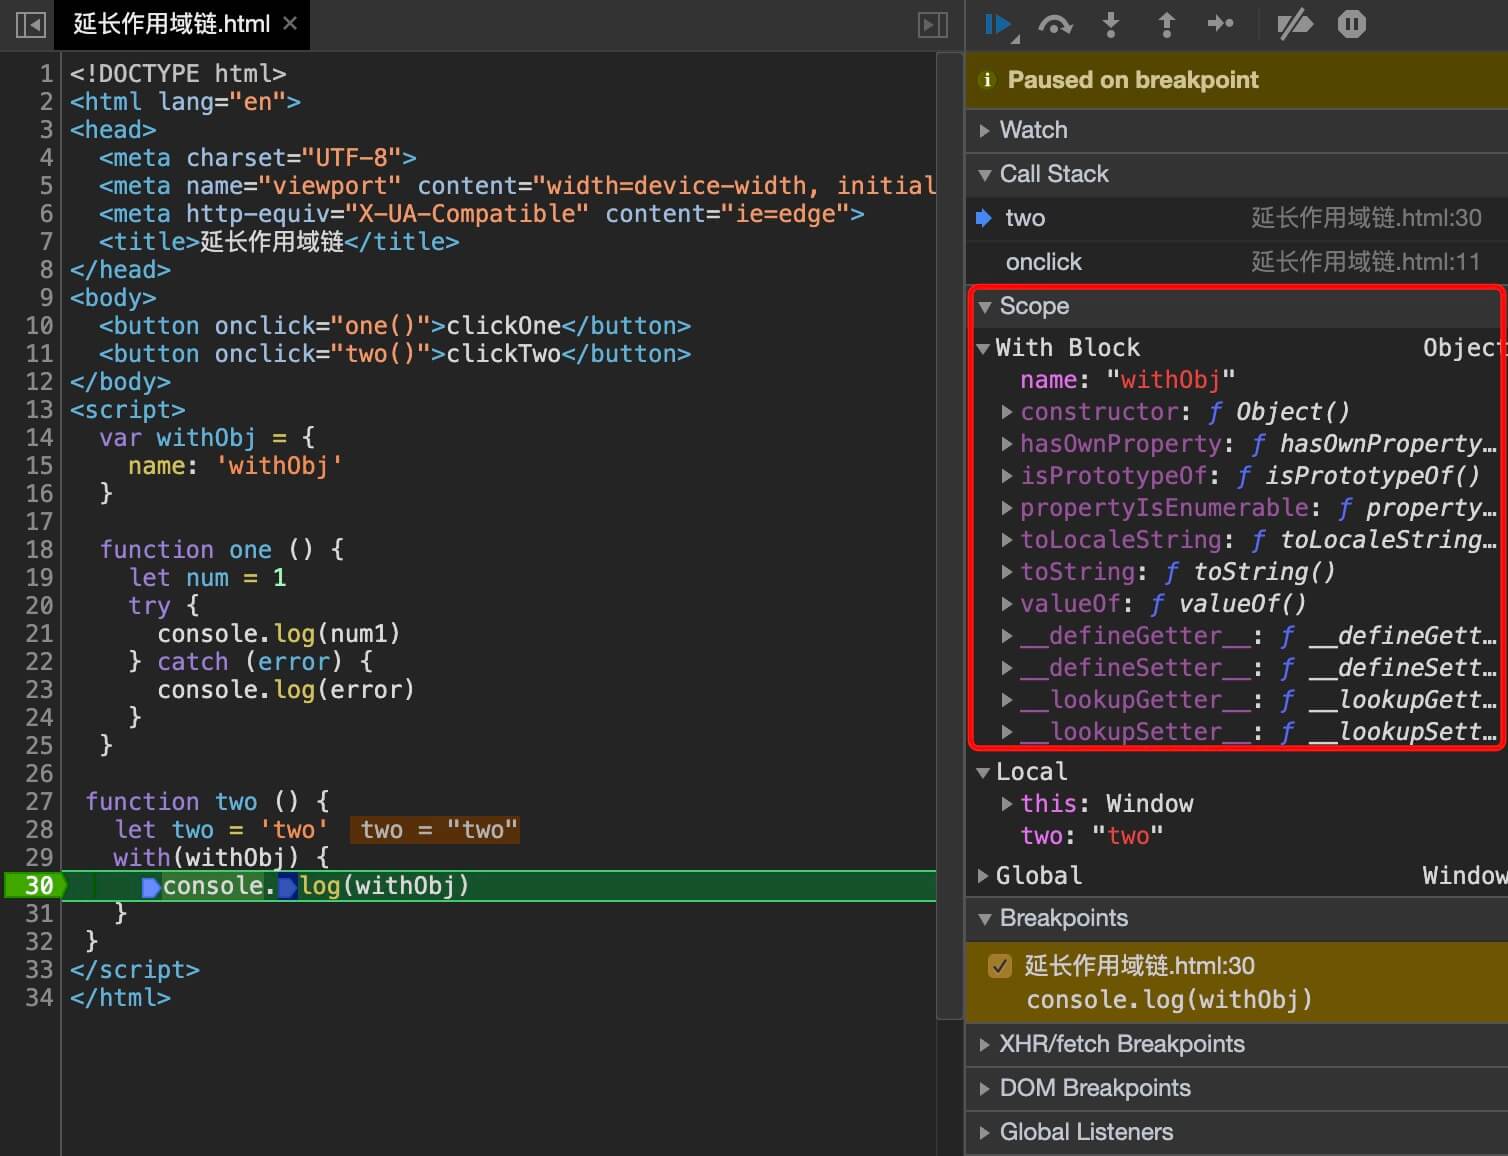 延长作用域链.html ×
1 <!DOCTYPE html>
2 <html lang="en">
3 <head>
4 <meta charset="UTF-8">
5 <meta name="viewport" content="width=device-width, initial
6 <meta http-equiv="X-UA-Compatible" content="ie=edge">
7 <title>延长作用域链</title>
8 </head>
9 <body>
10 <button onclick="one()">clickOne</button>
11 <button onclick="two()">clickTwo</button>
12 </body>
13 <script>
14 var withObj = {
15 name: 'withObj'
16 }
17
18 function one () {
19 let num = 1
20 try {
21 console.log(num1)
22 } catch (error) {
23 console.log(error)
24 }
25 }
26
27 function two () {
28 let two = 'two' two = "two"
29 with(withObj) {
30 console.log(withObj)
31 }
32 }
33 </script>
34 </html>
Paused on breakpoint
Watch
Call Stack
two 延长作用域链.html:30
onclick 延长作用域链.html:11
Scope
With Block Object
name: "withObj"
constructor: ƒ Object()
hasOwnProperty: ƒ hasOwnProperty…
isPrototypeOf: ƒ isPrototypeOf()
propertyIsEnumerable: ƒ property…
toLocaleString: ƒ toLocaleString…
toString: ƒ toString()
valueOf: ƒ valueOf()
__defineGetter__: ƒ __defineGett…
__defineSetter__: ƒ __defineSett…
__lookupGetter__: ƒ __lookupGett…
__lookupSetter__: ƒ __lookupSett…
Local
this: Window
two: "two"
Global Window
Breakpoints
延长作用域链.html:30
console.log(withObj)
XHR/fetch Breakpoints
DOM Breakpoints
Global Listeners